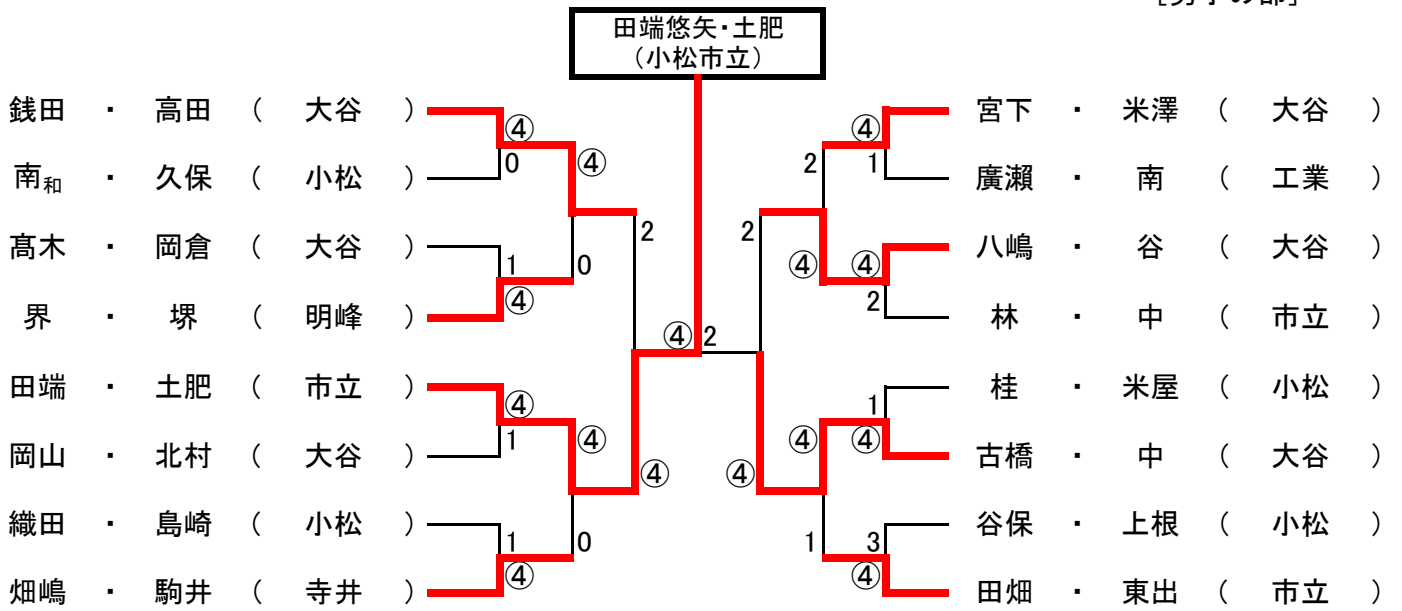 [男子の部]
田端悠矢・土肥
（小松市立）
銭田 ・ 高田 （ 大谷 ）
南和 ・ 久保 （ 小松 ）
髙木 ・ 岡倉 （ 大谷 ）
界 ・ 堺 （ 明峰 ）
田端 ・ 土肥 （ 市立 ）
岡山 ・ 北村 （ 大谷 ）
織田 ・ 島崎 （ 小松 ）
畑嶋 ・ 駒井 （ 寺井 ）
④
0
④
1
④
0
2
④
1
④
1
④
0
④
④
2
宮下 ・ 米澤 （ 大谷 ）
廣瀬 ・ 南 （ 工業 ）
八嶋 ・ 谷 （ 大谷 ）
林 ・ 中 （ 市立 ）
桂 ・ 米屋 （ 小松 ）
古橋 ・ 中 （ 大谷 ）
谷保 ・ 上根 （ 小松 ）
田畑 ・ 東出 （ 市立 ）
④
2
1
2
④
④
2
1
④
④
④
1
3
④